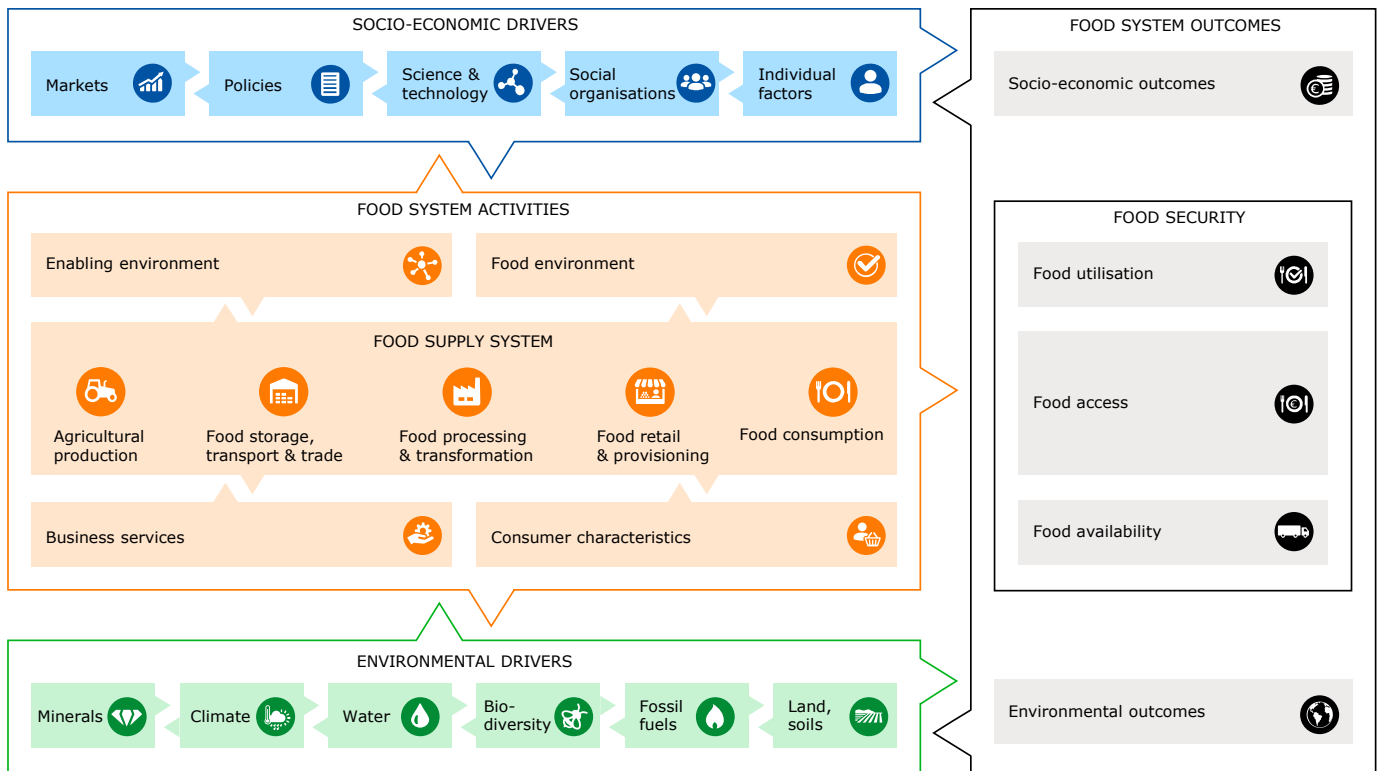 SOCIO-ECONOMIC DRIVERS
Markets
Policies
Science &
technology
Social
organisations
Individual
factors
FOOD SYSTEM ACTIVITIES
Enabling environment
Food environment
FOOD SUPPLY SYSTEM
Agricultural
production
Food storage,
transport & trade
Food processing
& transformation
Food retail
& provisioning
Food consumption
Business services
Consumer characteristics
ENVIRONMENTAL DRIVERS
Minerals
Climate
Water
Bio-
diversity
Fossil
fuels
Land,
soils
FOOD SYSTEM OUTCOMES
Socio-economic outcomes
FOOD SECURITY
Food utilisation
Food access
Food availability
Environmental outcomes